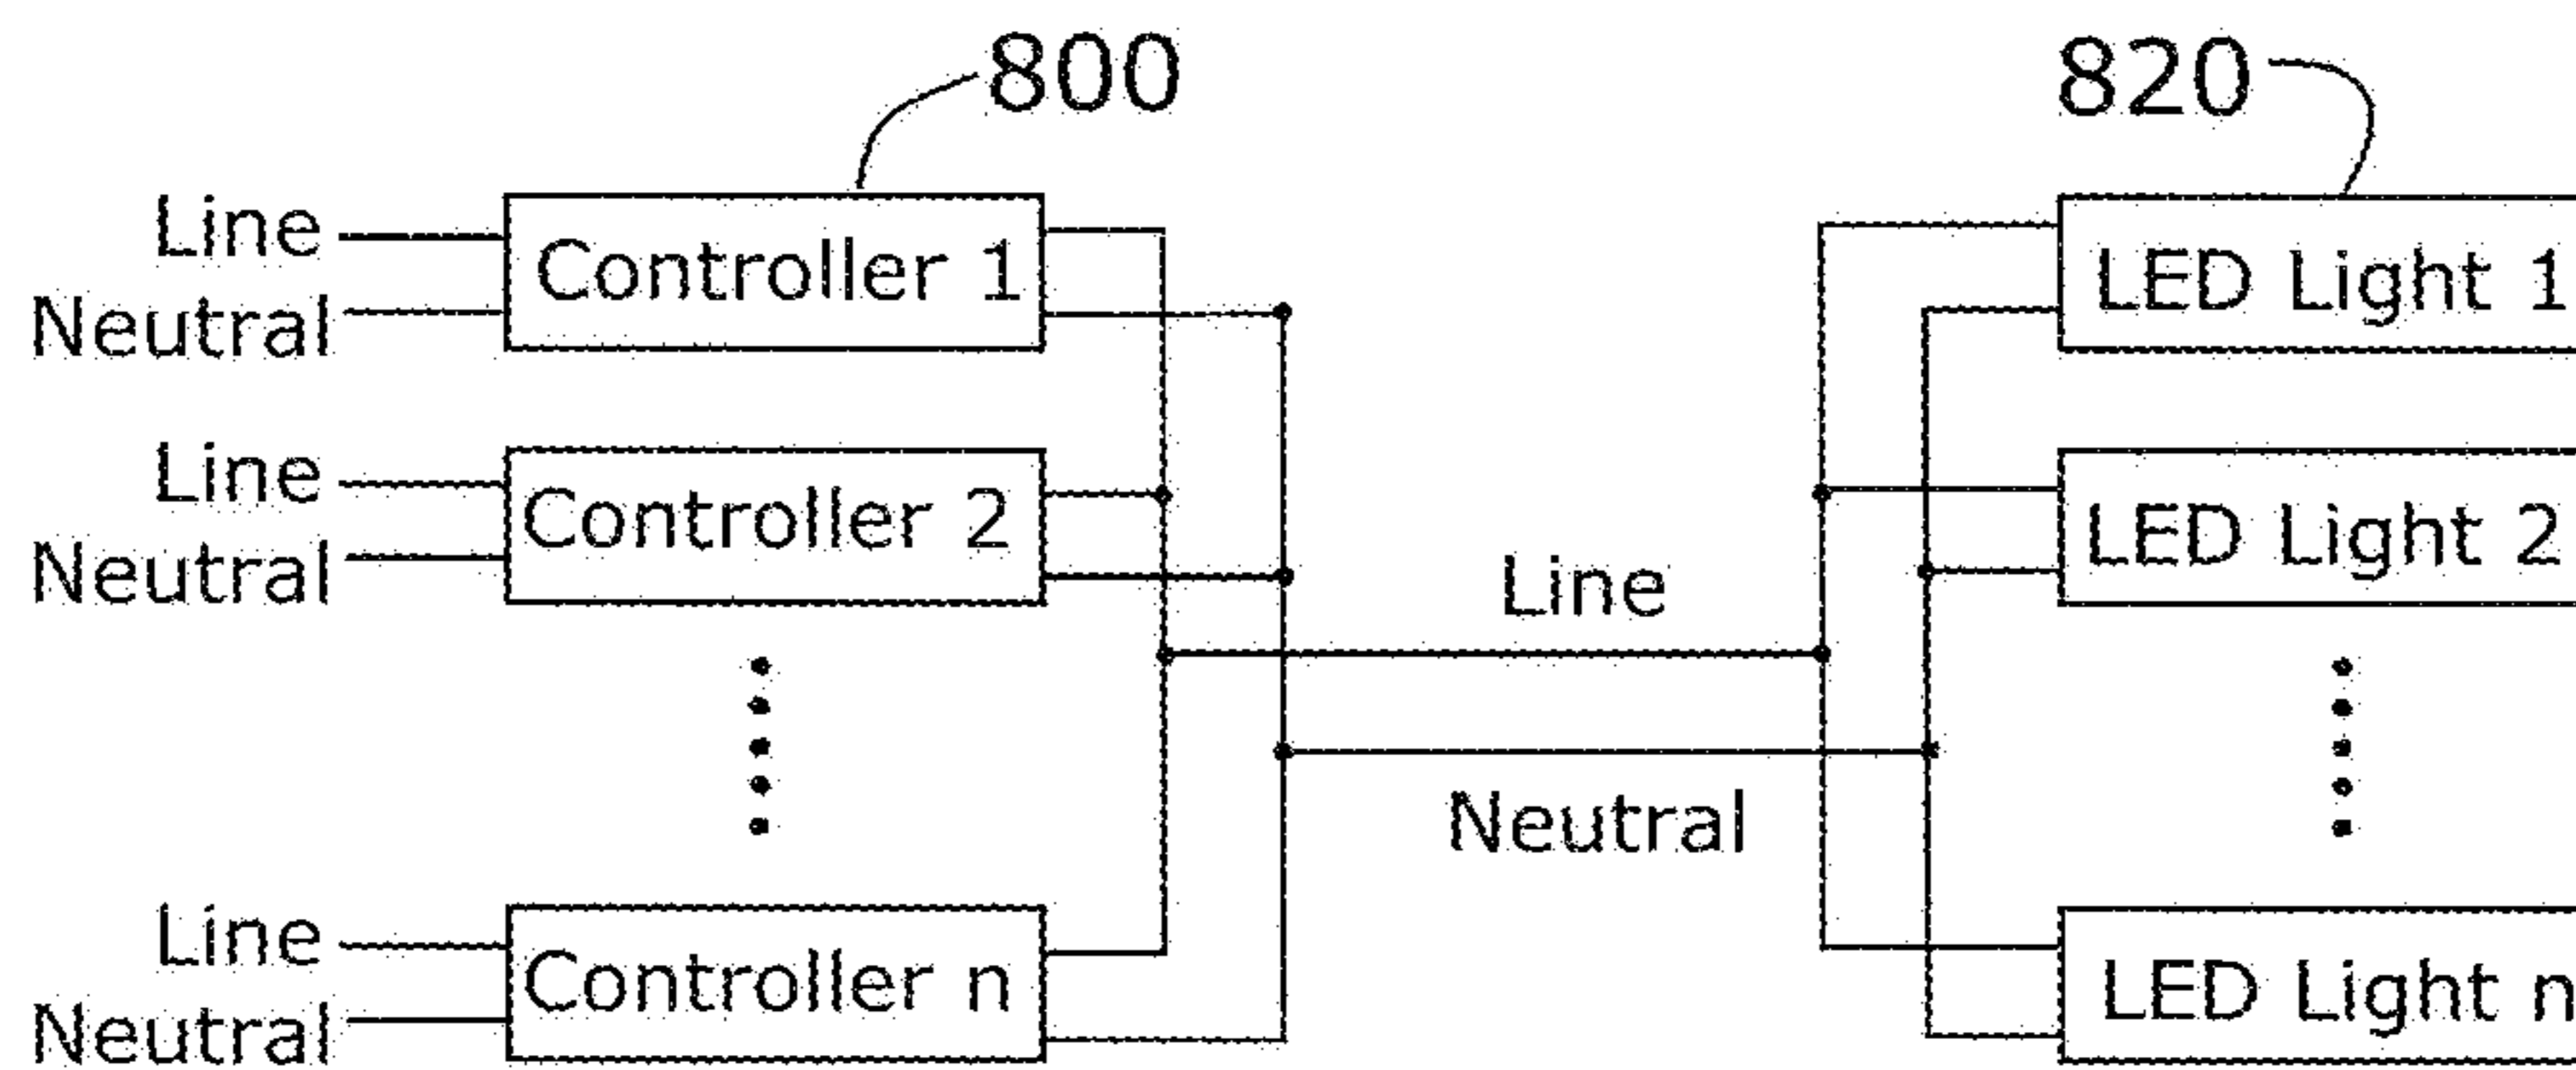 800
820
Line
Neutral
Controller 1
LED Light 1
Line
Neutral
Controller 2
LED Light 2
Line
Neutral
Line
Neutral
Controller n
LED Light n